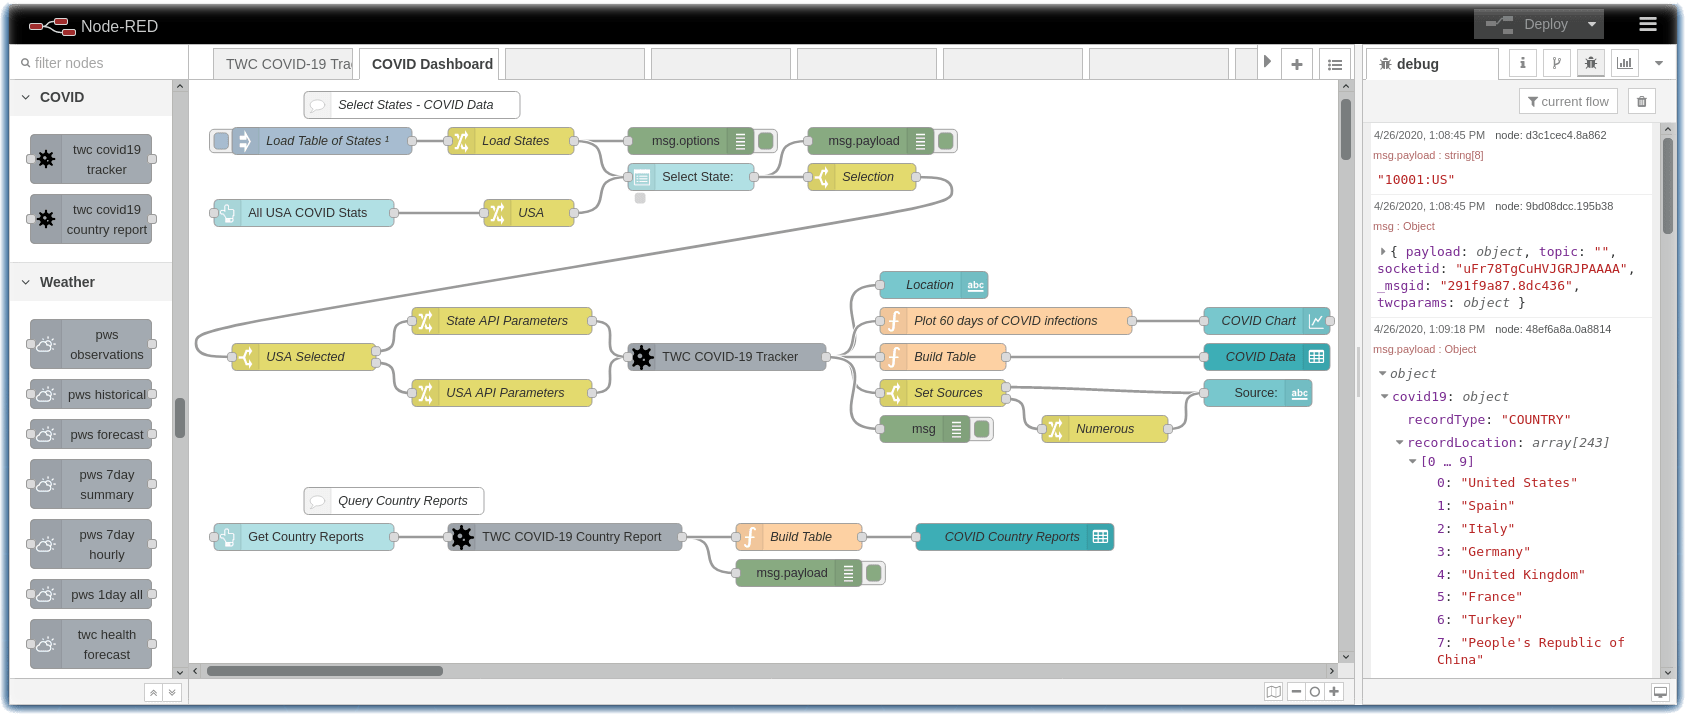 Node-RED
Deploy
filter nodes
TWC COVID-19 Tra
COVID Dashboard
debug
current flow
COVID
twc covid19
tracker
twc covid19
country report
Weather
pws
observations
pws historical
pws forecast
pws 7day
summary
pws 7day
hourly
pws 1day all
twc health
forecast
Select States - COVID Data
Load Table of States ¹
Load States
msg.options
msg.payload
Select State:
Selection
All USA COVID Stats
USA
Location
abc
State API Parameters
Plot 60 days of COVID infections
COVID Chart
USA Selected
TWC COVID-19 Tracker
Build Table
COVID Data
USA API Parameters
Set Sources
Source:
abc
msg
Numerous
Query Country Reports
Get Country Reports
TWC COVID-19 Country Report
Build Table
COVID Country Reports
msg.payload
4/26/2020, 1:08:45 PM node: d3c1cec4.8a862
msg.payload : string[8]
"10001:US"
4/26/2020, 1:08:45 PM node: 9bd08dcc.195b38
msg : Object
{ payload: object, topic: "",
socketid: "uFr78TgCuHVJGRJPAAAA",
_msgid: "291f9a87.8dc436",
twcparams: object }
4/26/2020, 1:09:18 PM node: 48ef6a8a.0a8814
msg.payload : Object
object
covid19: object
recordType: "COUNTRY"
recordLocation: array[243]
[0 … 9]
0: "United States"
1: "Spain"
2: "Italy"
3: "Germany"
4: "United Kingdom"
5: "France"
6: "Turkey"
7: "People's Republic of
China"